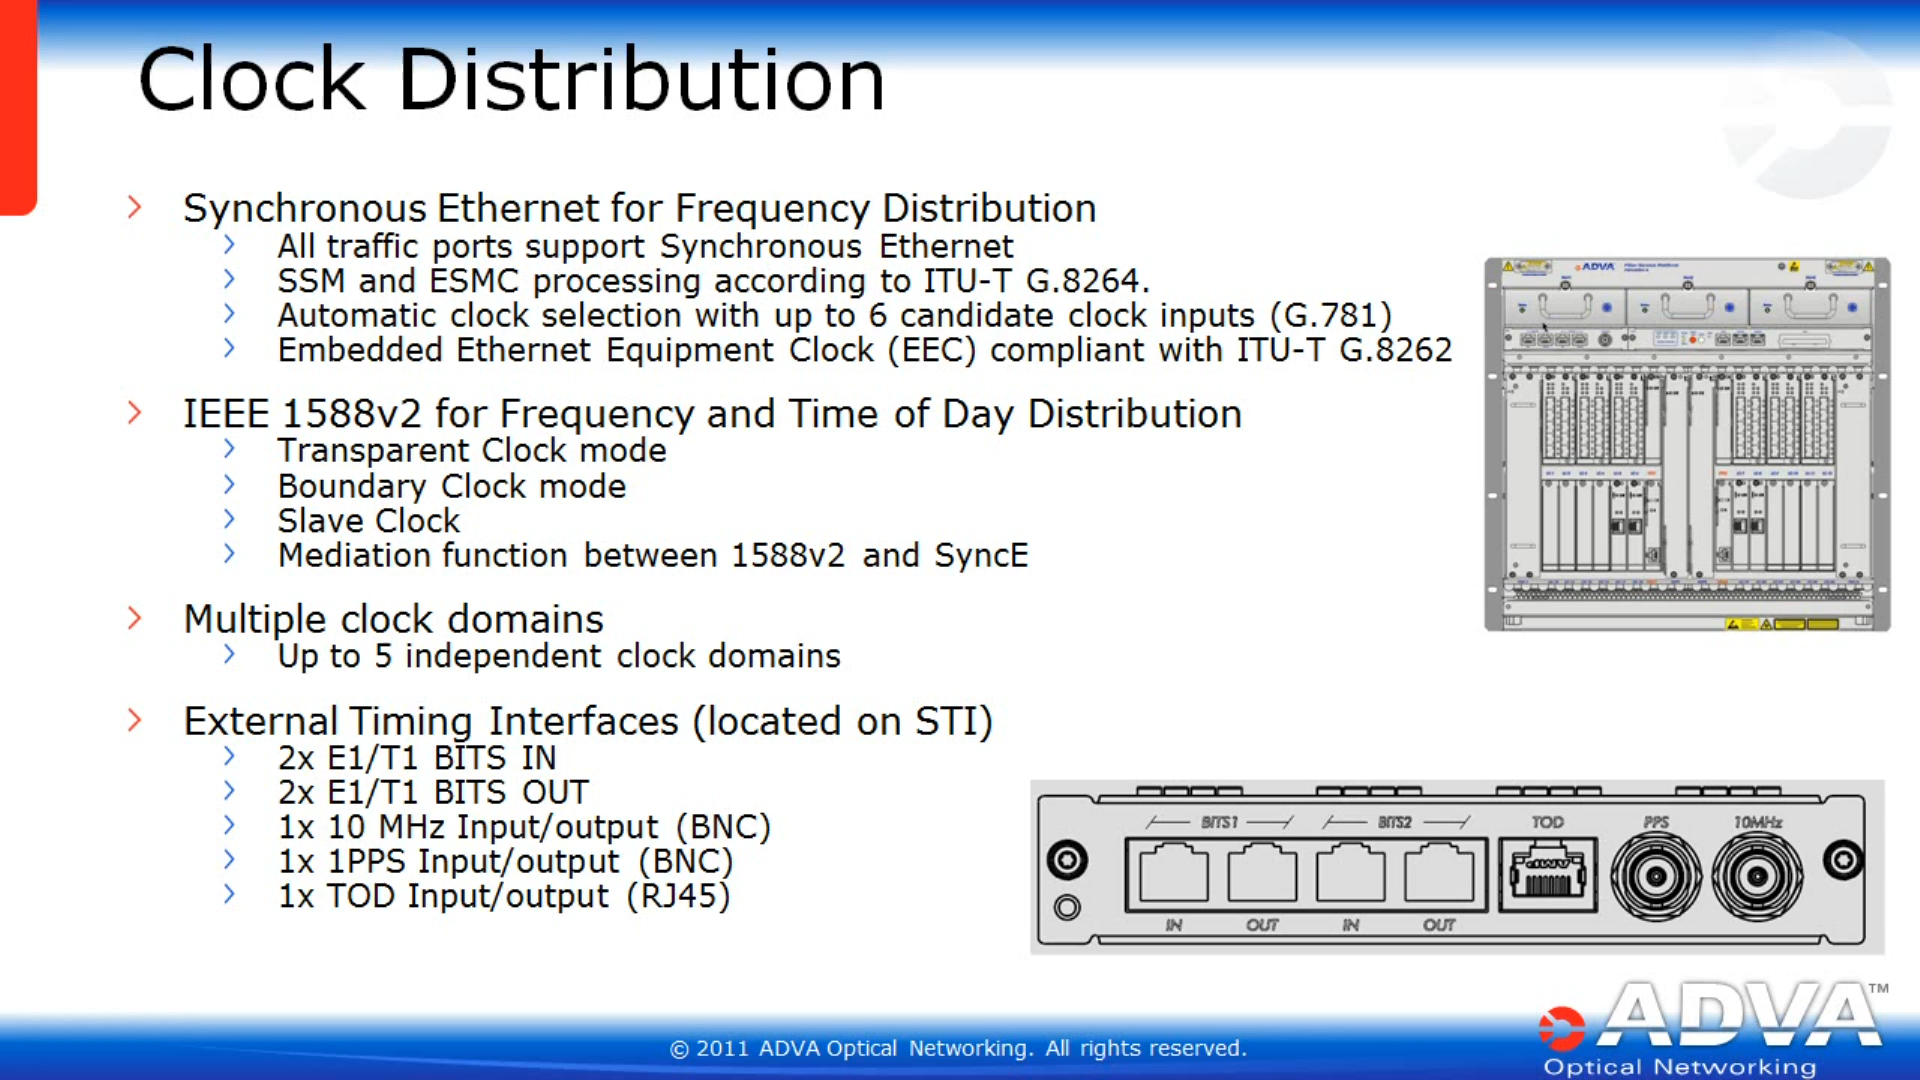 Clock Distribution
Synchronous Ethernet for Frequency Distribution
All traffic ports support Synchronous Ethernet
SSM and ESMC processing according to ITU-T G.8264.
Automatic clock selection with up to 6 candidate clock inputs (G.781)
Embedded Ethernet Equipment Clock (EEC) compliant with ITU-T G.8262
IEEE 1588v2 for Frequency and Time of Day Distribution
Transparent Clock mode
Boundary Clock mode
Slave Clock
Mediation function between 1588v2 and SyncE
Multiple clock domains
Up to 5 independent clock domains
External Timing Interfaces (located on STI)
2x E1/T1 BITS IN
2x E1/T1 BITS OUT
1x 10 MHz Input/output (BNC)
1x 1PPS Input/output (BNC)
1x TOD Input/output (RJ45)
ADVA
BITS1 BITS2 TOD PPS 10MHz
ADVA
IN OUT IN OUT
ADVA™
Optical Networking
© 2011 ADVA Optical Networking. All rights reserved.